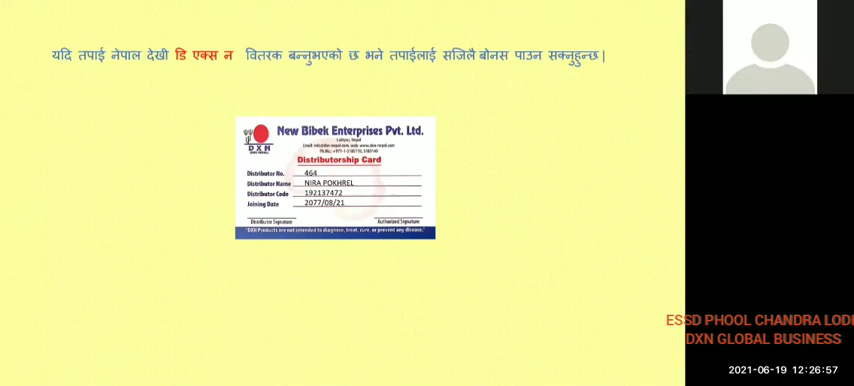 यदि तपाई नेपाल देखी डि एक्स न वितरक बन्नुभएको छ भने तपाईलाई सजिलै बोनस पाउन सक्नुहुन्छ |
New Bibek Enterprises Pvt. Ltd.
Lalitpur, Nepal
DXN
Distributorship Card
Distributor No. 464
Distributor Name NIRA POKHREL
Distributor Code 192137472
Joining Date 2077/08/21
Distributor Signature
Authorized Signature
"DXN Products are not intended to diagnose, treat, cure, or prevent any disease."
ESSD PHOOL CHANDRA LODH
DXN GLOBAL BUSINESS
2021-06-19 12:26:57